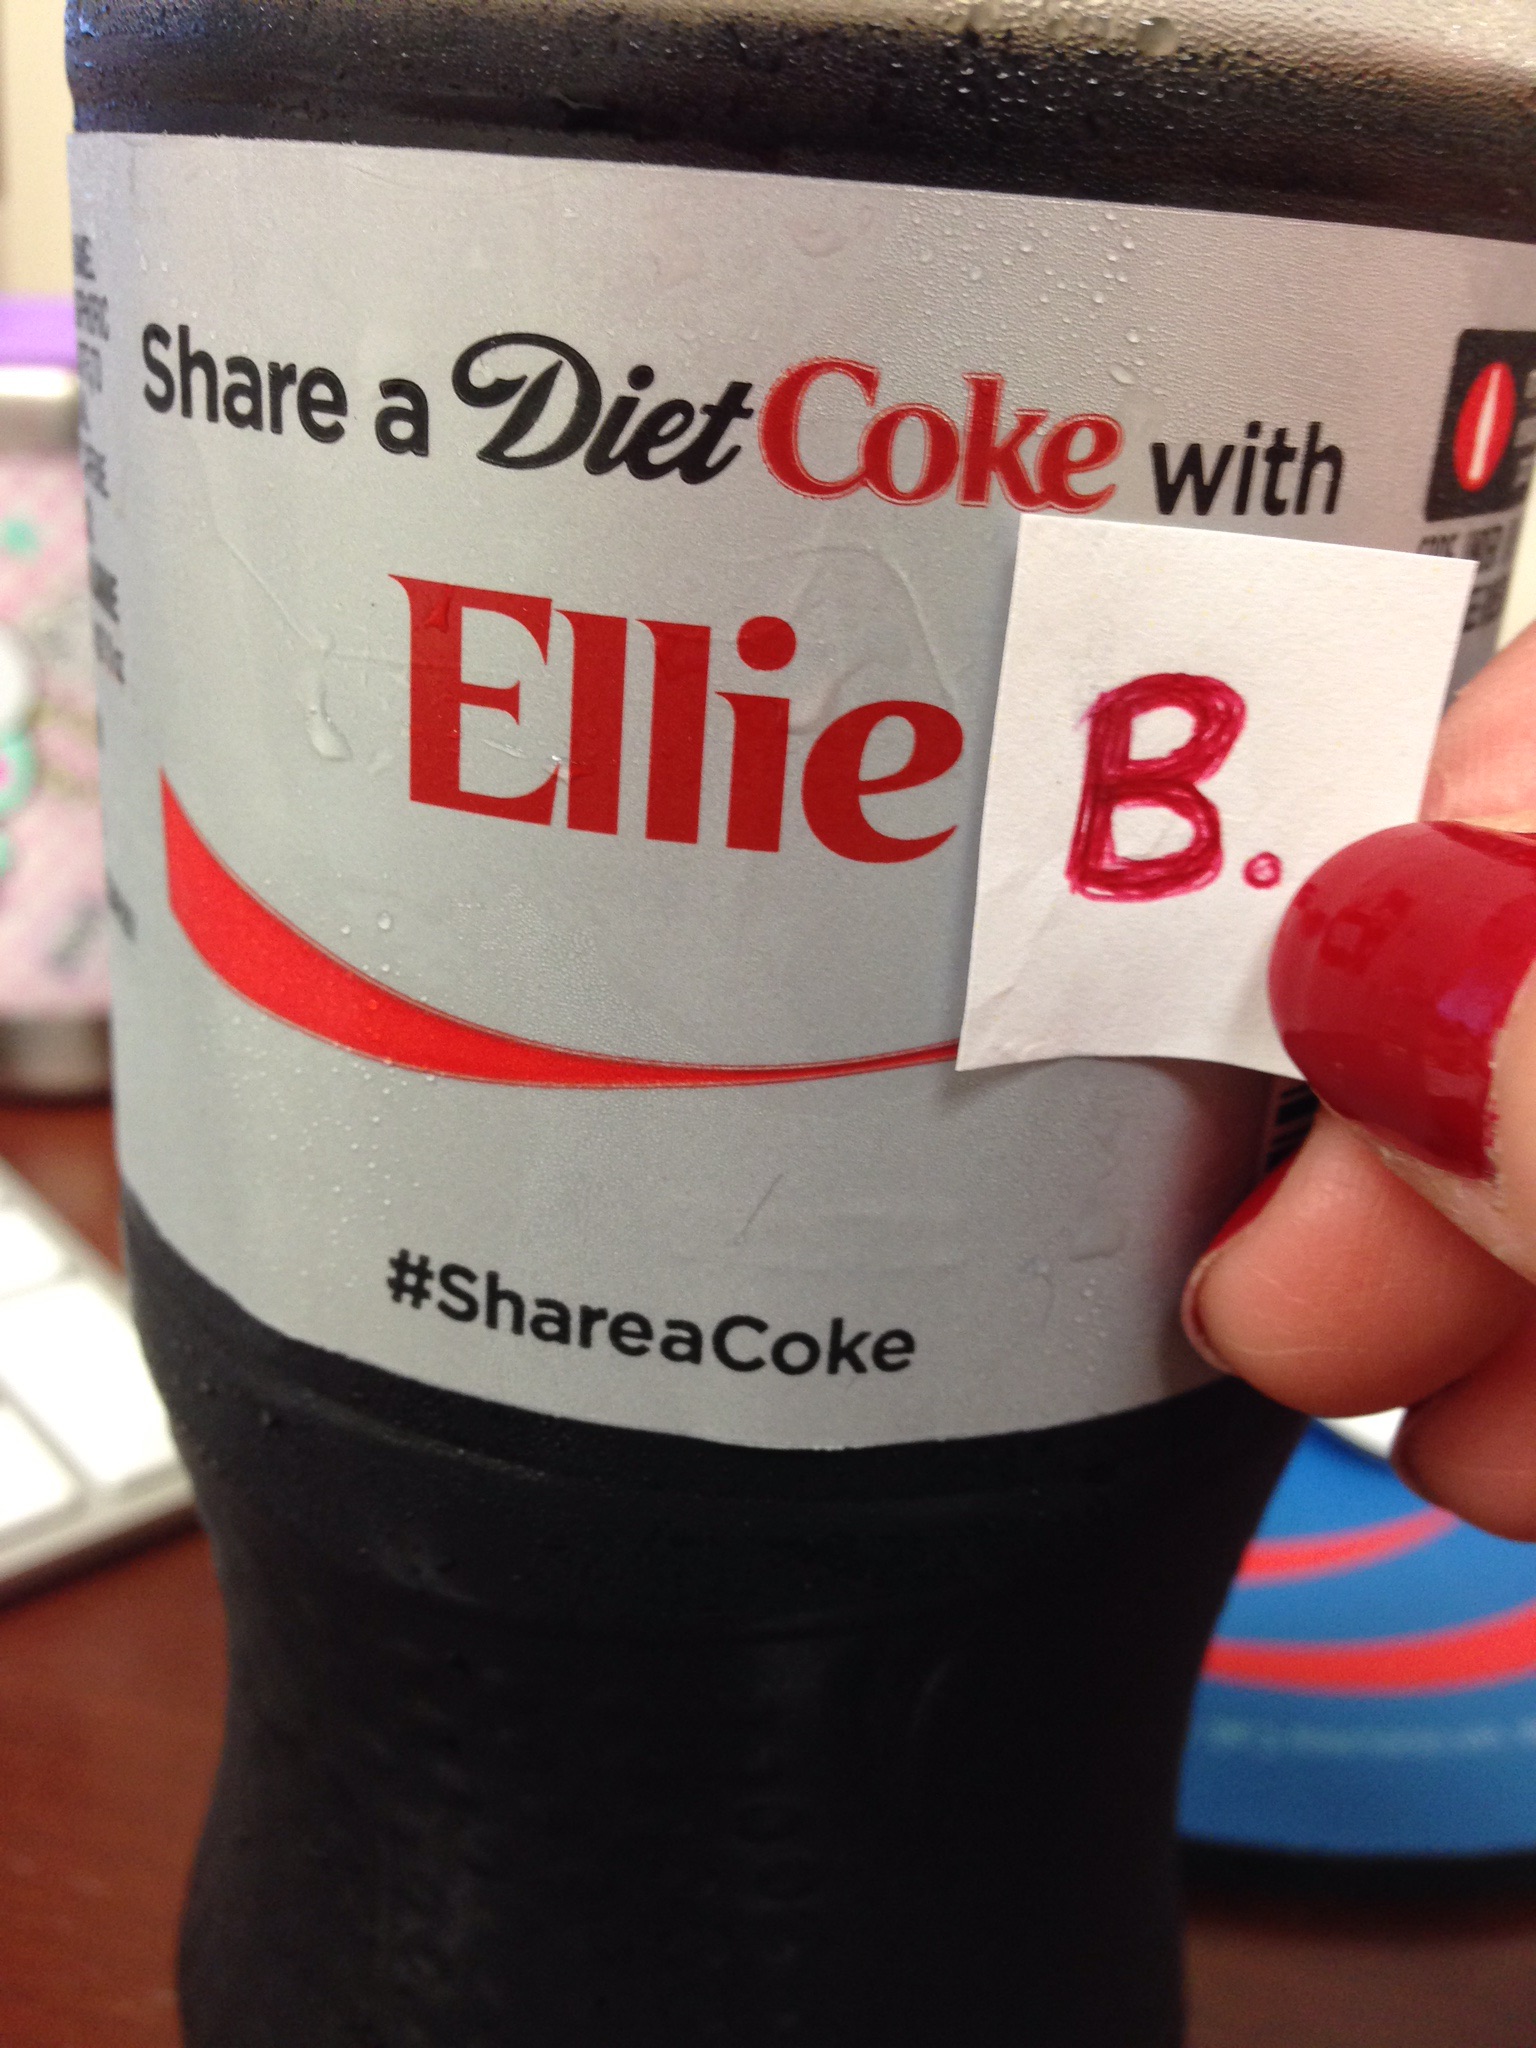 Share a Diet Coke with
Ellie B.
#ShareaCoke